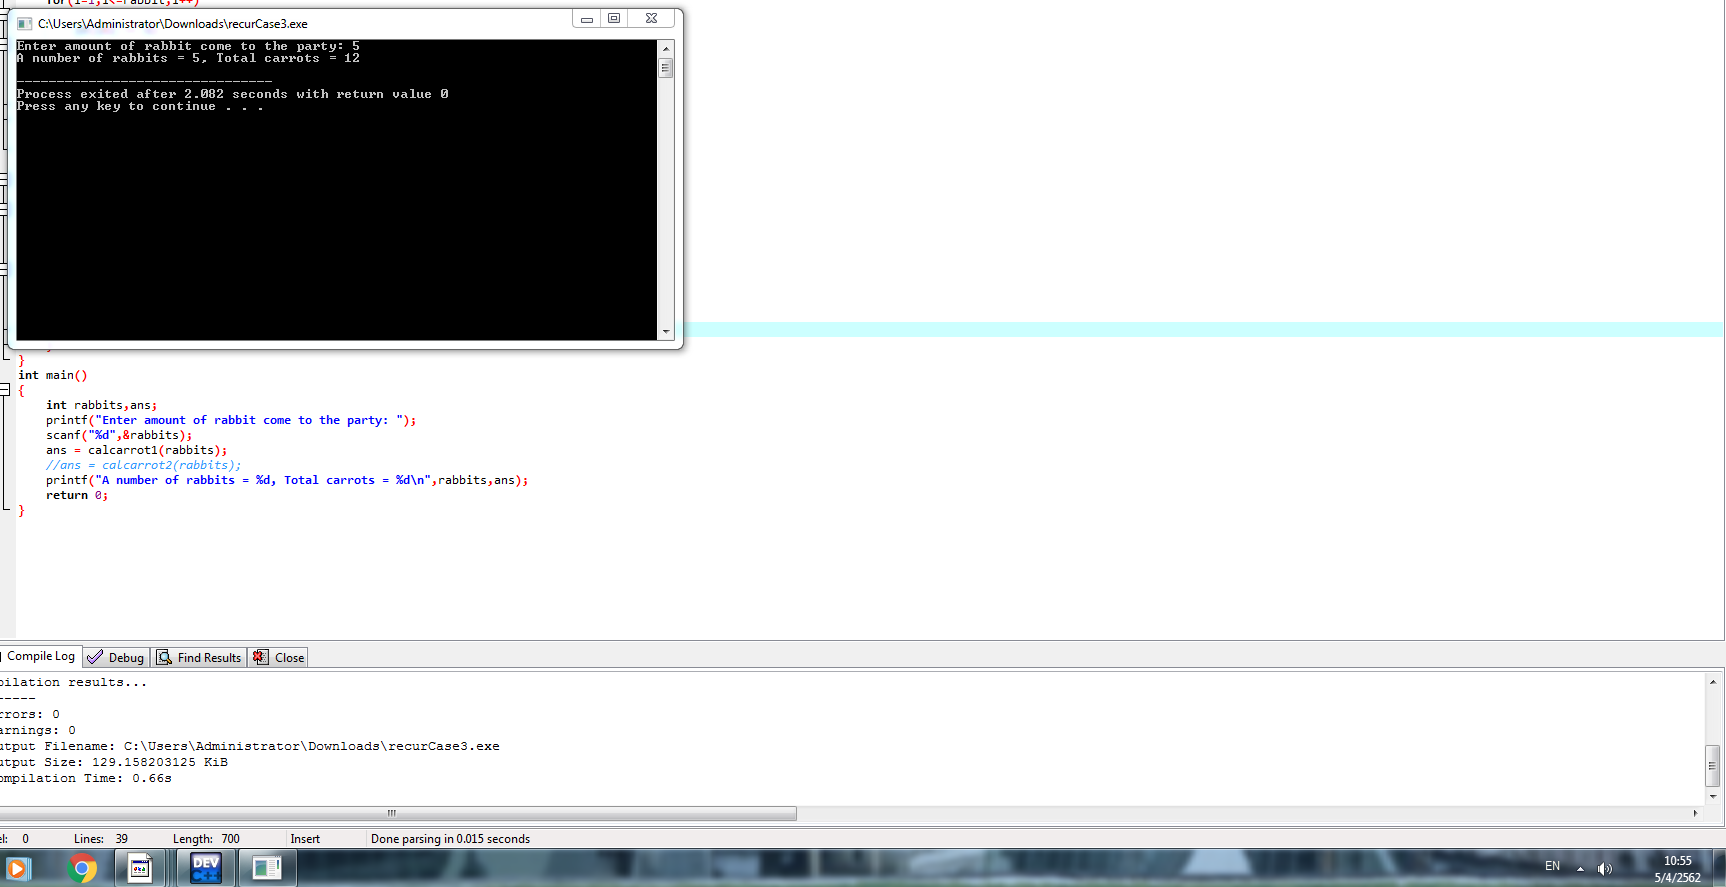 for(i=1;i<=rabbit;i++)
C:\Users\Administrator\Downloads\recurCase3.exe
Enter amount of rabbit come to the party: 5
A number of rabbits = 5, Total carrots = 12
--------------------------------
Process exited after 2.082 seconds with return value 0
Press any key to continue . . .
}
int main()
{
int rabbits,ans;
printf("Enter amount of rabbit come to the party: ");
scanf("%d",&rabbits);
ans = calcarrot1(rabbits);
//ans = calcarrot2(rabbits);
printf("A number of rabbits = %d, Total carrots = %d\n",rabbits,ans);
return 0;
}
Compile Log Debug Find Results Close
pilation results...
-----
rrors: 0
arnings: 0
utput Filename: C:\Users\Administrator\Downloads\recurCase3.exe
utput Size: 129.158203125 KiB
ompilation Time: 0.66s
el: 0 Lines: 39 Length: 700 Insert Done parsing in 0.015 seconds
DEV C++
EN
10:55
5/4/2562